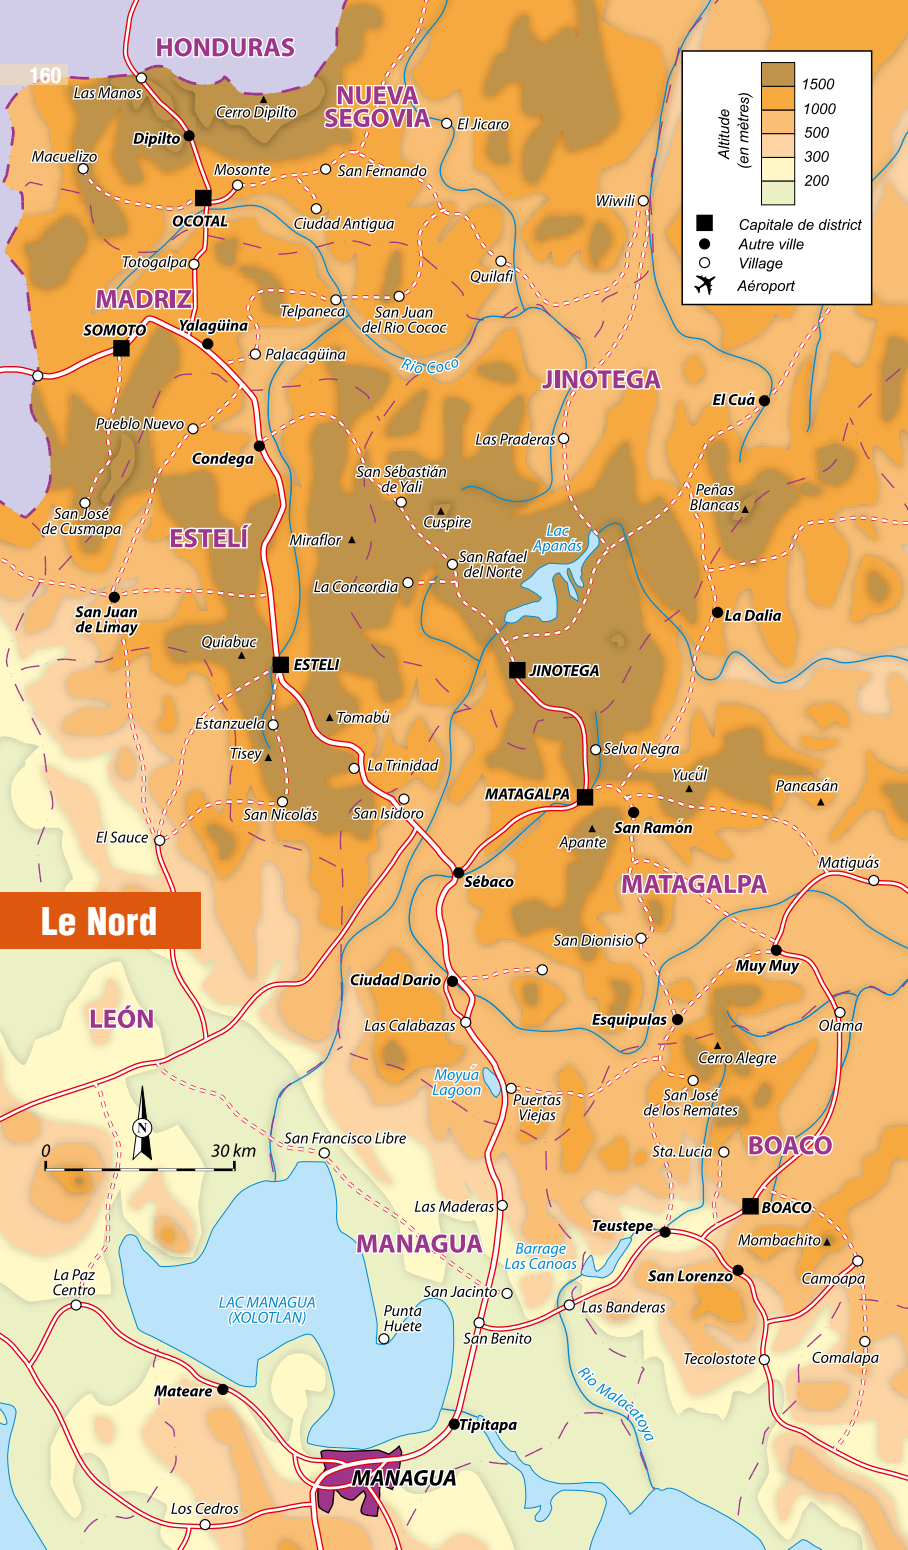 HONDURAS
160
Las Manos
Cerro Dipilto
NUEVA
SEGOVIA
El Jicaro
Dipilto
Macuelizo
Mosonte
San Fernando
OCOTAL
Ciudad Antigua
Wiwili
Totogalpa
Quilafi
MADRIZ
Telpaneca
San Juan
del Rio Cococ
SOMOTO
Yalagüina
Palacagüina
Rio Coco
JINOTEGA
El Cuá
Pueblo Nuevo
Condega
Las Praderas
San Sébastián
de Yali
Cuspire
Peñas
Blancas
San José
de Cusmapa
ESTELÍ
Miraflor
Lac
Apanás
San Rafael
del Norte
La Concordia
San Juan
de Limay
La Dalia
Quiabuc
ESTELI
JINOTEGA
Estanzuela
Tomabú
Tisey
Selva Negra
La Trinidad
Yucúl
Pancasán
MATAGALPA
San Nicolás
San Isidoro
Apante
San Ramón
El Sauce
Matiguás
Sébaco
MATAGALPA
Le Nord
San Dionisio
Muy Muy
Ciudad Dario
LEÓN
Las Calabazas
Esquipulas
Olama
Cerro Alegre
Moyuá
Lagoon
Puertas
Viejas
San José
de los Remates
N
0
30 km
San Francisco Libre
Sta. Lucia
BOACO
Las Maderas
BOACO
Teustepe
MANAGUA
Barrage
Las Canoas
Mombachito
San Lorenzo
Camoapa
La Paz
Centro
San Jacinto
LAC MANAGUA
(XOLOTLAN)
Punta
Huete
Las Banderas
San Benito
Tecolostote
Comalapa
Mateare
Rio Malacatoya
Tipitapa
MANAGUA
Los Cedros
Altitude
(en mètres)
1500
1000
500
300
200
Capitale de district
Autre ville
Village
Aéroport